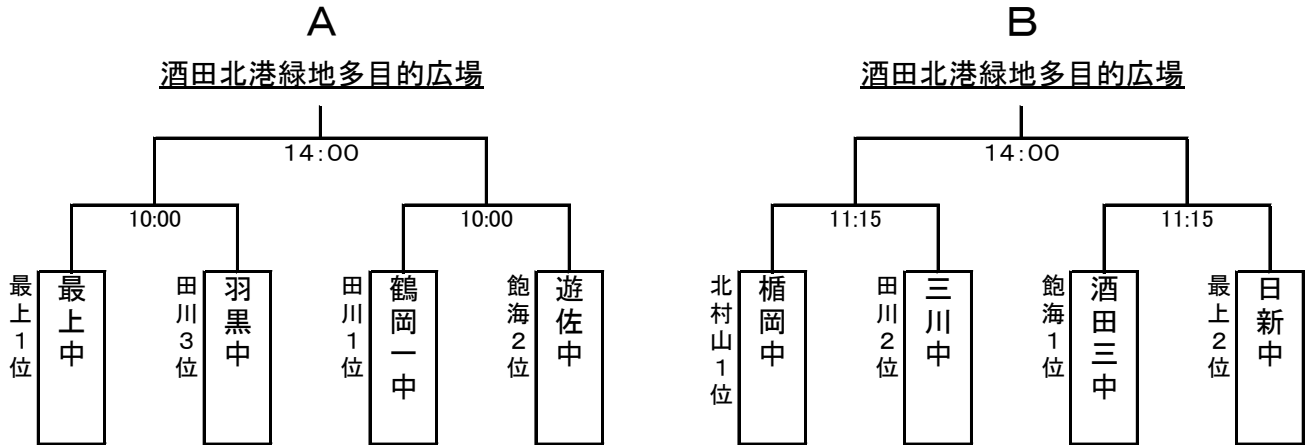 A
酒田北港緑地多目的広場
14:00
10:00
10:00
最上1位
最上中
田川3位
羽黒中
田川1位
鶴岡一中
飽海2位
遊佐中
B
酒田北港緑地多目的広場
14:00
11:15
11:15
北村山1位
楯岡中
田川2位
三川中
飽海1位
酒田三中
最上2位
日新中